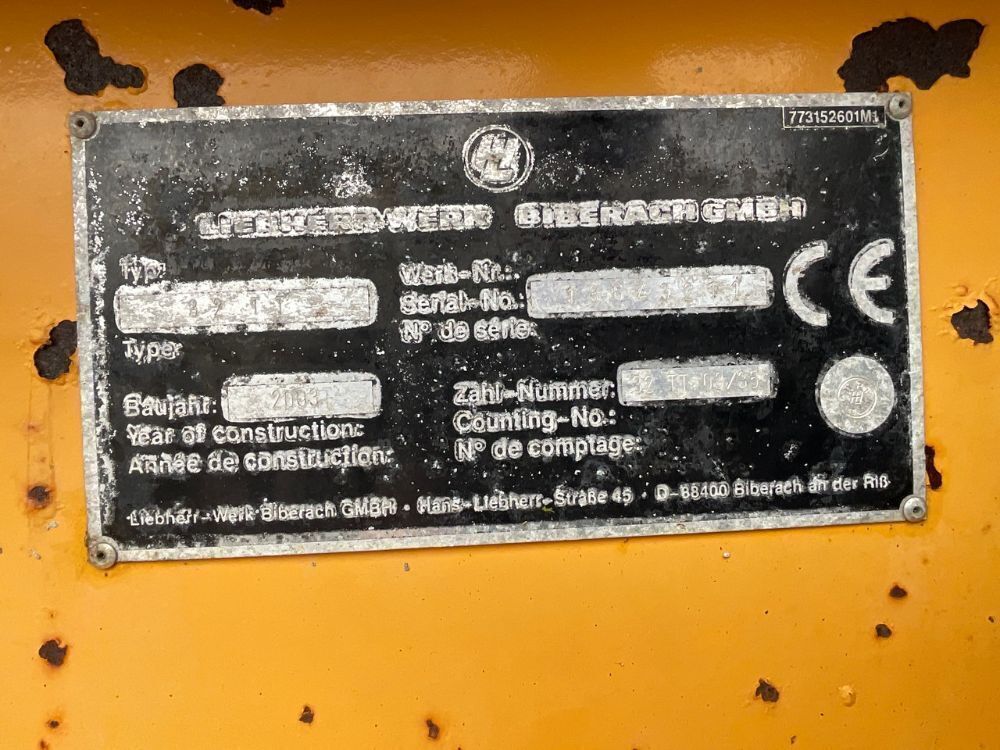 773152601M1
LIEBHERR-WERK BIBERACH GMBH
Typ:
Type:
Werk-Nr.:
Serial-No.:
N° de série:
CE
Baujahr: 2003
Year of construction:
Année de construction:
Zahl-Nummer:
Counting-No.:
N° de comptage:
Liebherr-Werk Biberach GMBH · Hans-Liebherr-Straße 45 · D-88400 Biberach an der Riß